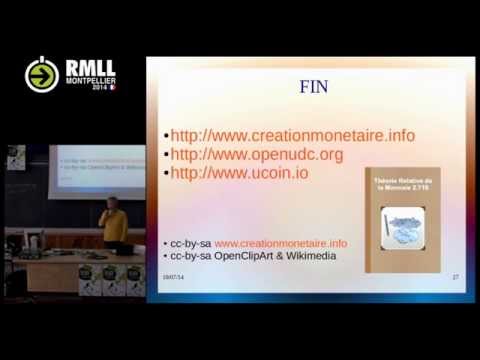 RMLL
MONTPELLIER
2014
FIN
•http://www.creationmonetaire.info
•http://www.openudc.org
•http://www.ucoin.io
Théorie Relative de
la Monnaie 2.718
• cc-by-sa www.creationmonetaire.info
• cc-by-sa OpenClipArt & Wikimedia
10/07/14
27